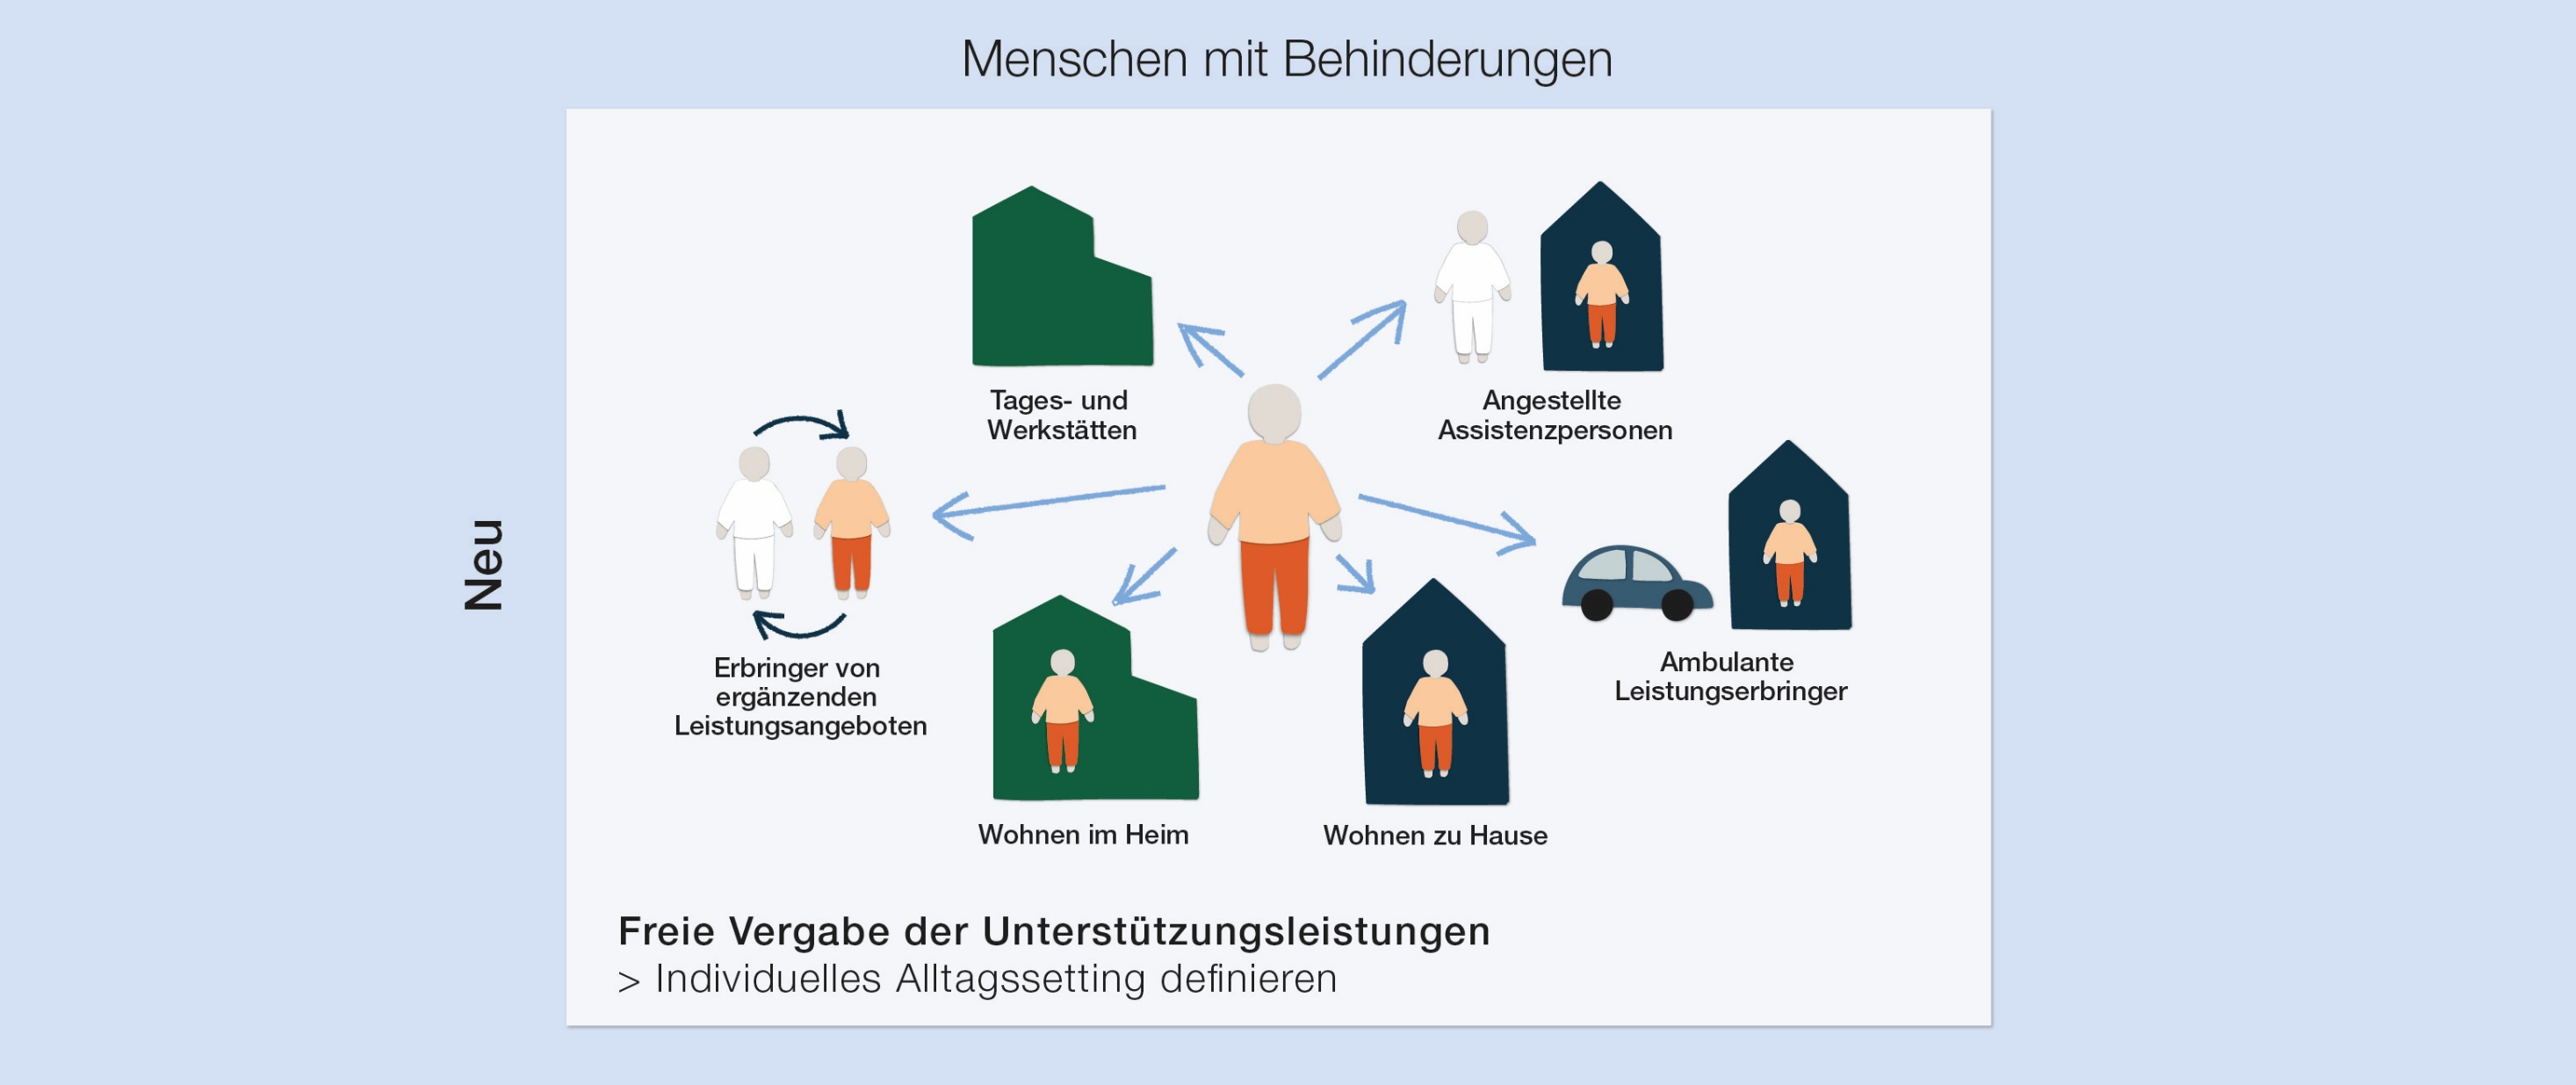 Menschen mit Behinderungen
Neu
Tages- und
Werkstätten
Angestellte
Assistenzpersonen
Erbringer von
ergänzenden
Leistungsangeboten
Ambulante
Leistungserbringer
Wohnen im Heim
Wohnen zu Hause
Freie Vergabe der Unterstützungsleistungen
> Individuelles Alltagssetting definieren